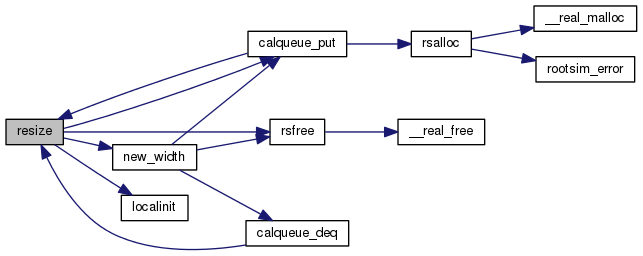 resize
calqueue_put
rsalloc
__real_malloc
rootsim_error
rsfree
__real_free
new_width
localinit
calqueue_deq